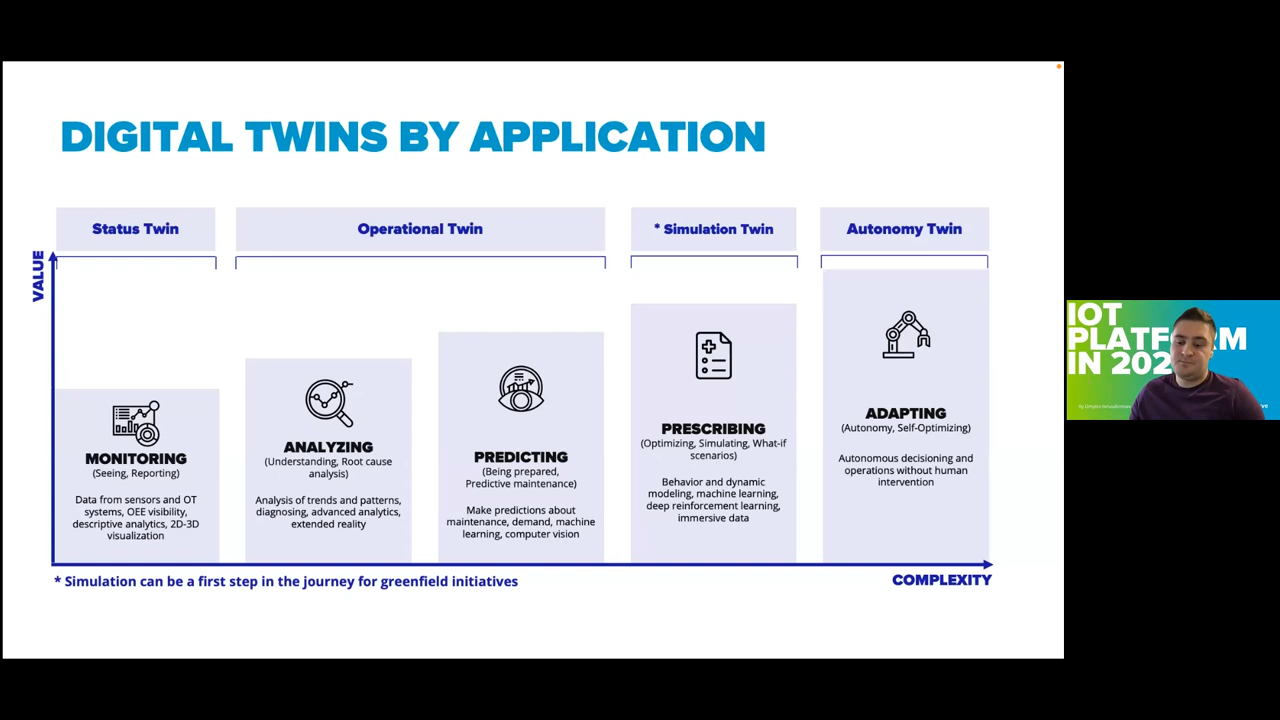 DIGITAL TWINS BY APPLICATION
Status Twin
Operational Twin
* Simulation Twin
Autonomy Twin
VALUE
MONITORING
(Seeing, Reporting)
Data from sensors and OT
systems, OEE visibility,
descriptive analytics, 2D-3D
visualization
ANALYZING
(Understanding, Root cause
analysis)
Analysis of trends and patterns,
diagnosing, advanced analytics,
extended reality
PREDICTING
(Being prepared,
Predictive maintenance)
Make predictions about
maintenance, demand, machine
learning, computer vision
PRESCRIBING
(Optimizing, Simulating, What-if
scenarios)
Behavior and dynamic
modeling, machine learning,
deep reinforcement learning,
immersive data
ADAPTING
(Autonomy, Self-Optimizing)
Autonomous decisioning and
operations without human
intervention
* Simulation can be a first step in the journey for greenfield initiatives
COMPLEXITY
IOT
PLATF RM
IN 202